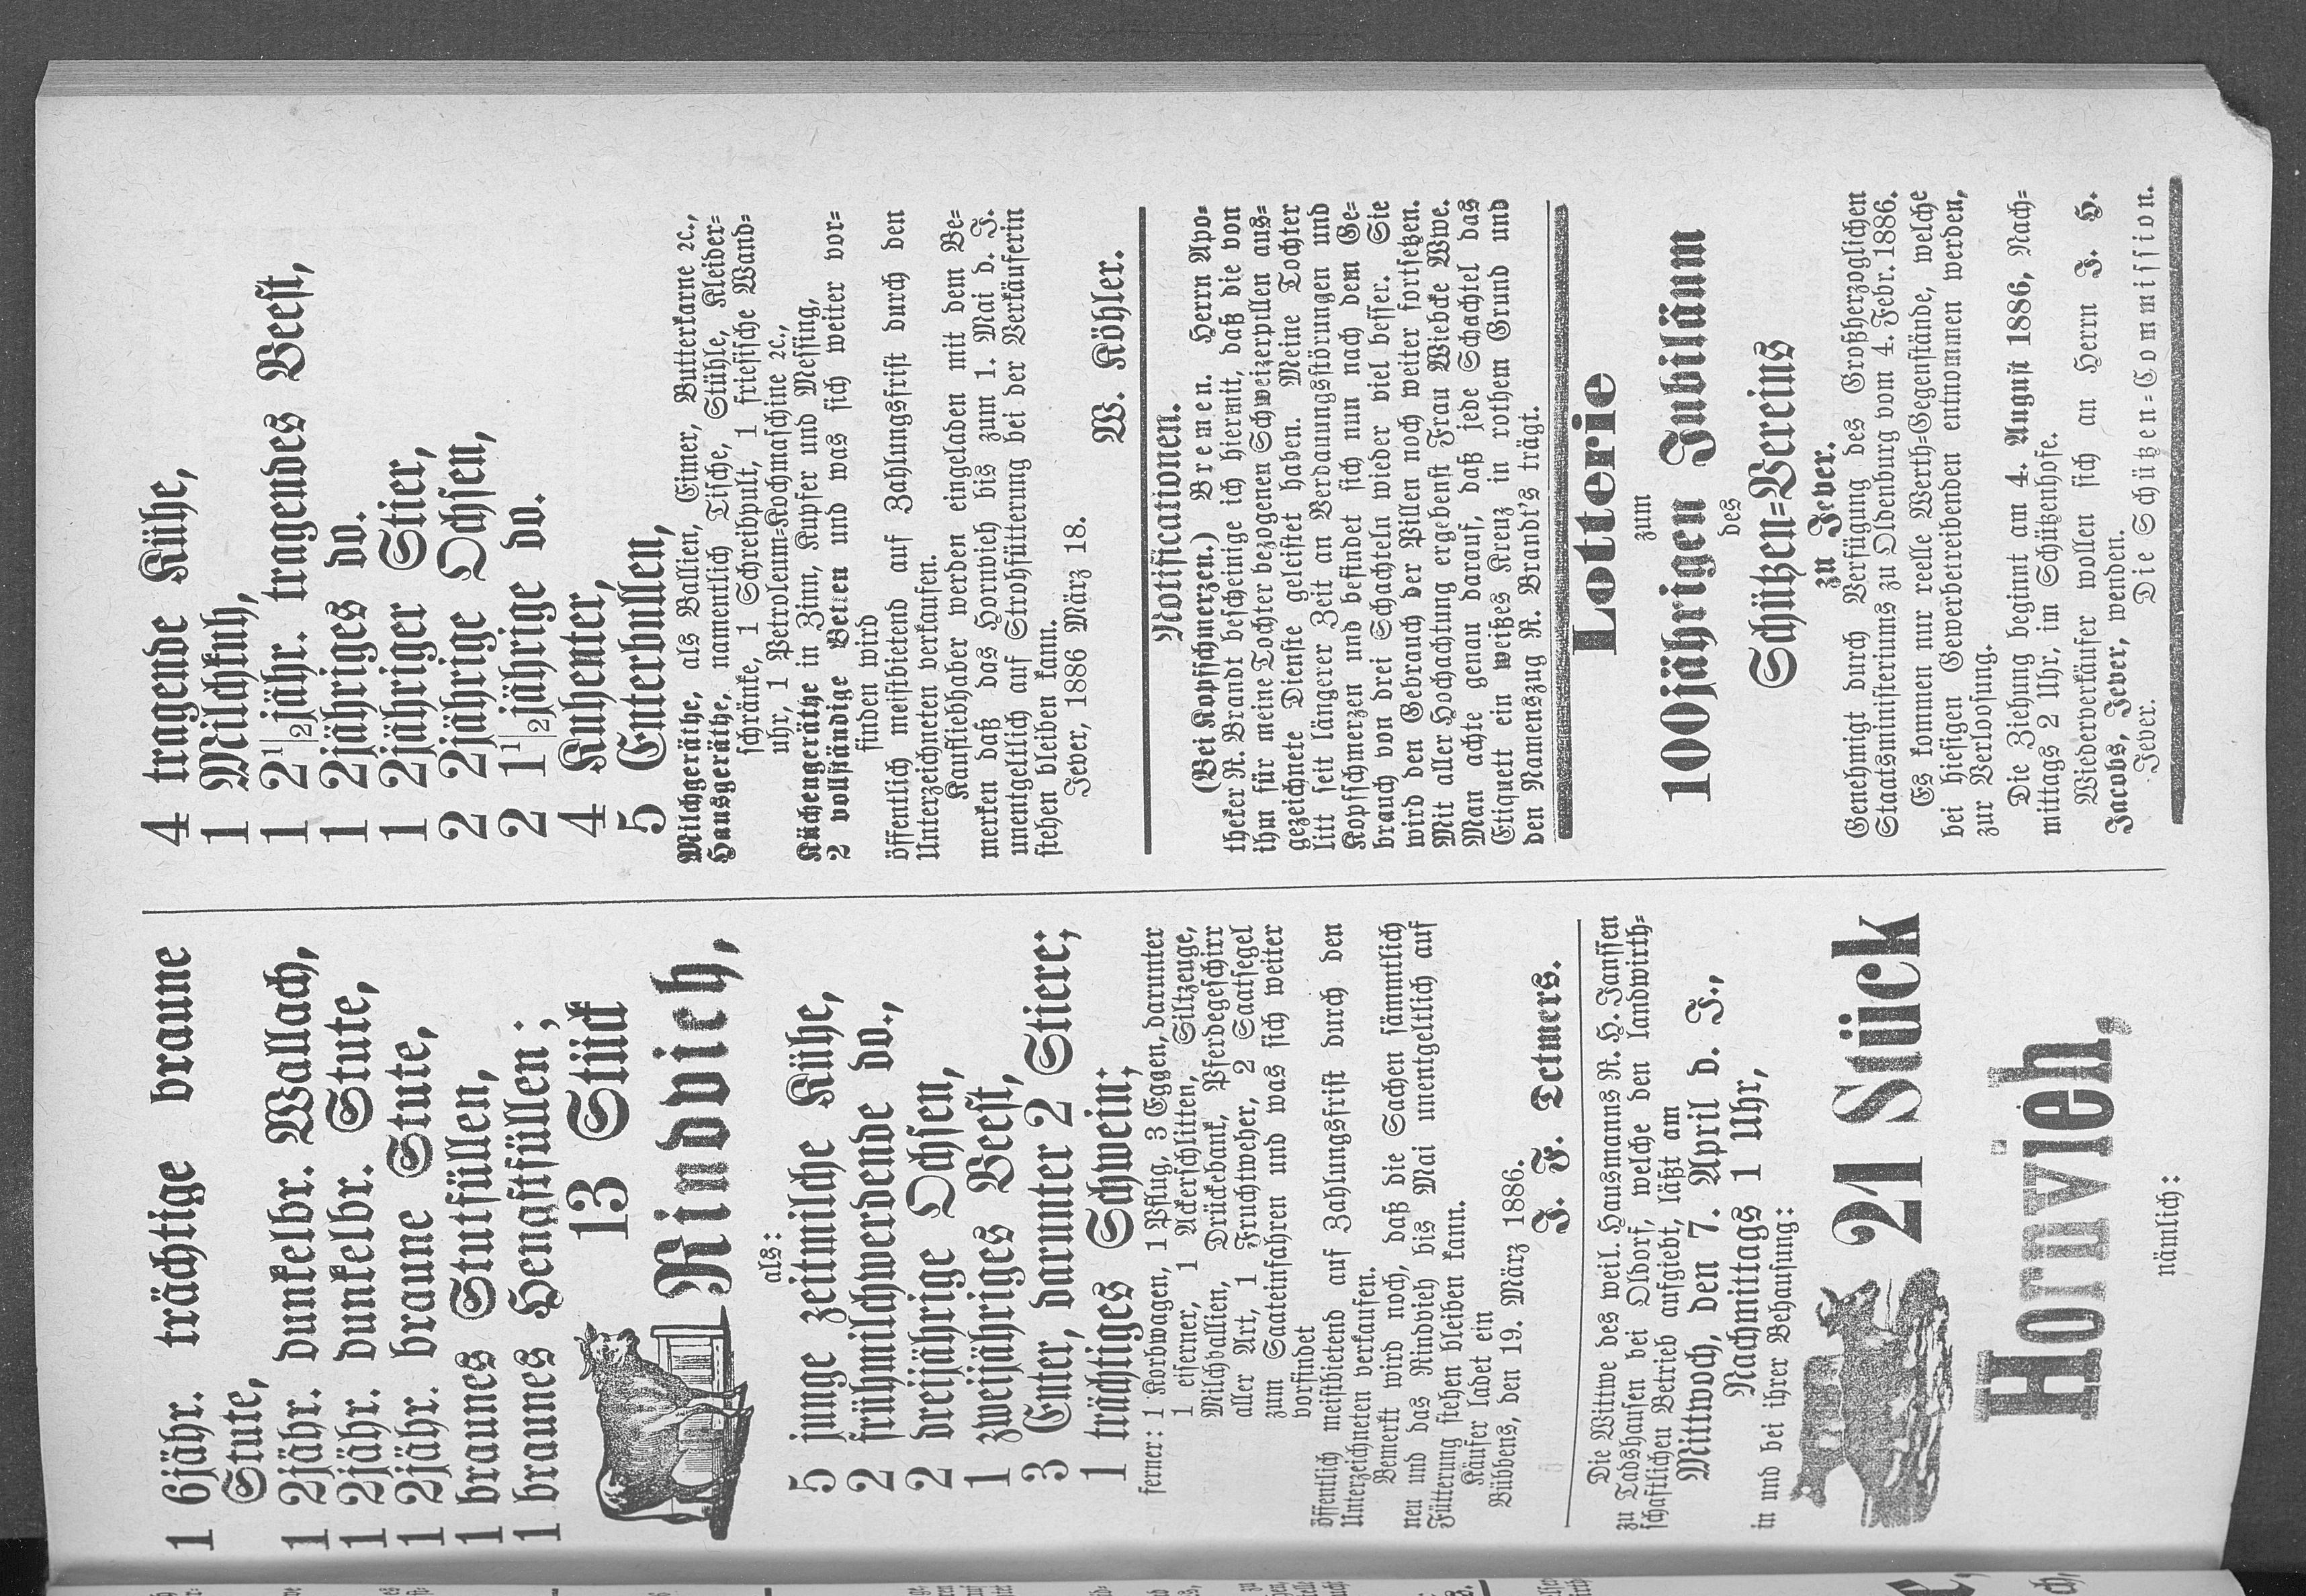 1 6jähr. trächtige braune
Stute,
1 2jähr. dunkelbr. Wallach,
1 2jähr. dunkelbr. Stute,
1 2jähr. braune Stute,
1 braunes Stutfüllen,
1 braunes Hengstfüllen;
13 Stück
Rindvieh,
als:
5 junge zeitmilche Kühe,
2 frühmilchwerdende do.,
2 dreijährige Ochsen,
1 zweijähriges Beest,
3 Enter, darunter 2 Stiere;
1 trächtiges Schwein;
ferner: 1 Korbwagen, 1 Pflug, 3 Eggen, darunter
1 eiserner, 1 Ackerschlitten, Siltzeuge,
Milchballien, Drückebank, Pferdegeschirr
aller Art, 1 Fruchtweher, 2 Saatsegel
zum Saateinfahren und was sich weiter
vorfindet
öffentlich meistbietend auf Zahlungsfrist durch den
Unterzeichneten verkaufen.
Bemerkt wird noch, daß die Sachen sämmtlich
neu und das Rindvieh bis Mai unentgeltlich auf
Fütterung stehen bleiben kann.
Käufer ladet ein
Bübbens, den 19. März 1886.
J. F. Detmers.
Die Wittwe des weil. Hausmanns R. H. Janssen
zu Tadshausen bei Oldorf, welche den landwirth-
schaftlichen Betrieb aufgiebt, läßt am
Mittwoch, den 7. April d. J.,
Nachmittags 1 Uhr,
in und bei ihrer Behausung:
21 Stück
Hornvieh,
nämlich:
4 tragende Kühe,
1 Milchkuh,
1 2½jähr. tragendes Beest,
1 2jähriges do.
1 2jähriger Stier,
2 2jährige Ochsen,
2 1½jährige do.
4 Kuhenter,
5 Enterbullen,
Milchgeräthe, als Ballien, Eimer, Butterkarne ꝛc.,
Hausgeräthe, namentlich Tische, Stühle, Kleider-
schränke, 1 Schreibpult, 1 friesische Wand-
uhr, 1 Petroleum-Kochmaschine ꝛc.,
Küchengeräthe in Zinn, Kupfer und Messing,
2 vollständige Betten und was sich weiter vor-
finden wird
öffentlich meistbietend auf Zahlungsfrist durch den
Unterzeichneten verkaufen.
Kaufliebhaber werden eingeladen mit dem Be-
merken daß das Hornvieh bis zum 1. Mai d. J.
unentgeltlich auf Strohfütterung bei der Verkäuferin
stehen bleiben kann.
Jever, 1886 März 18.
W. Köhler.
Notificationen.
(Bei Kopfschmerzen.) Bremen. Herrn Apo-
theker R. Brandt bescheinige ich hiermit, daß die von
ihm für meine Tochter bezogenen Schweizerpillen aus-
gezeichnete Dienste geleistet haben. Meine Tochter
litt seit längerer Zeit an Verdauungsstörungen und
Kopfschmerzen und befindet sich nun nach dem Ge-
brauch von drei Schachteln wieder viel besser. Sie
wird den Gebrauch der Pillen noch weiter fortsetzen.
Mit aller Hochachtung ergebenst Frau Wiebcke Wwe.
Man achte genau darauf, daß jede Schachtel das
Etiquett ein weißes Kreuz in rothem Grund und
den Namenszug R. Brandt's trägt.
Lotterie
zum
100jährigen Jubiläum
des
Schützen-Vereins
zu Jever.
Genehmigt durch Verfügung des Großherzoglichen
Staatsministeriums zu Oldenburg vom 4. Febr. 1886.
Es kommen nur reelle Werth-Gegenstände, welche
bei hiesigen Gewerbetreibenden entnommen werden,
zur Verloosung.
Die Ziehung beginnt am 4. August 1886, Nach-
mittags 2 Uhr, im Schützenhofe.
Wiederverkäufer wollen sich an Herrn J. H.
Jacobs, Jever, wenden.
Jever. Die Schützen-Commission.